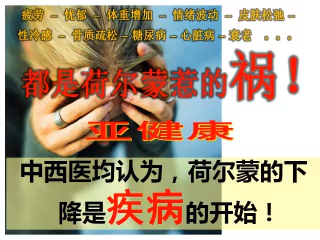 疲劳 – 忧郁 – 体重增加 – 情绪波动 – 皮肤松弛 –
性冷感 – 骨质疏松 – 糖尿病 – 心脏病 – 衰老 。。。
都是荷尔蒙惹的祸！
亚健康
中西医均认为，荷尔蒙的下
降是疾病的开始！